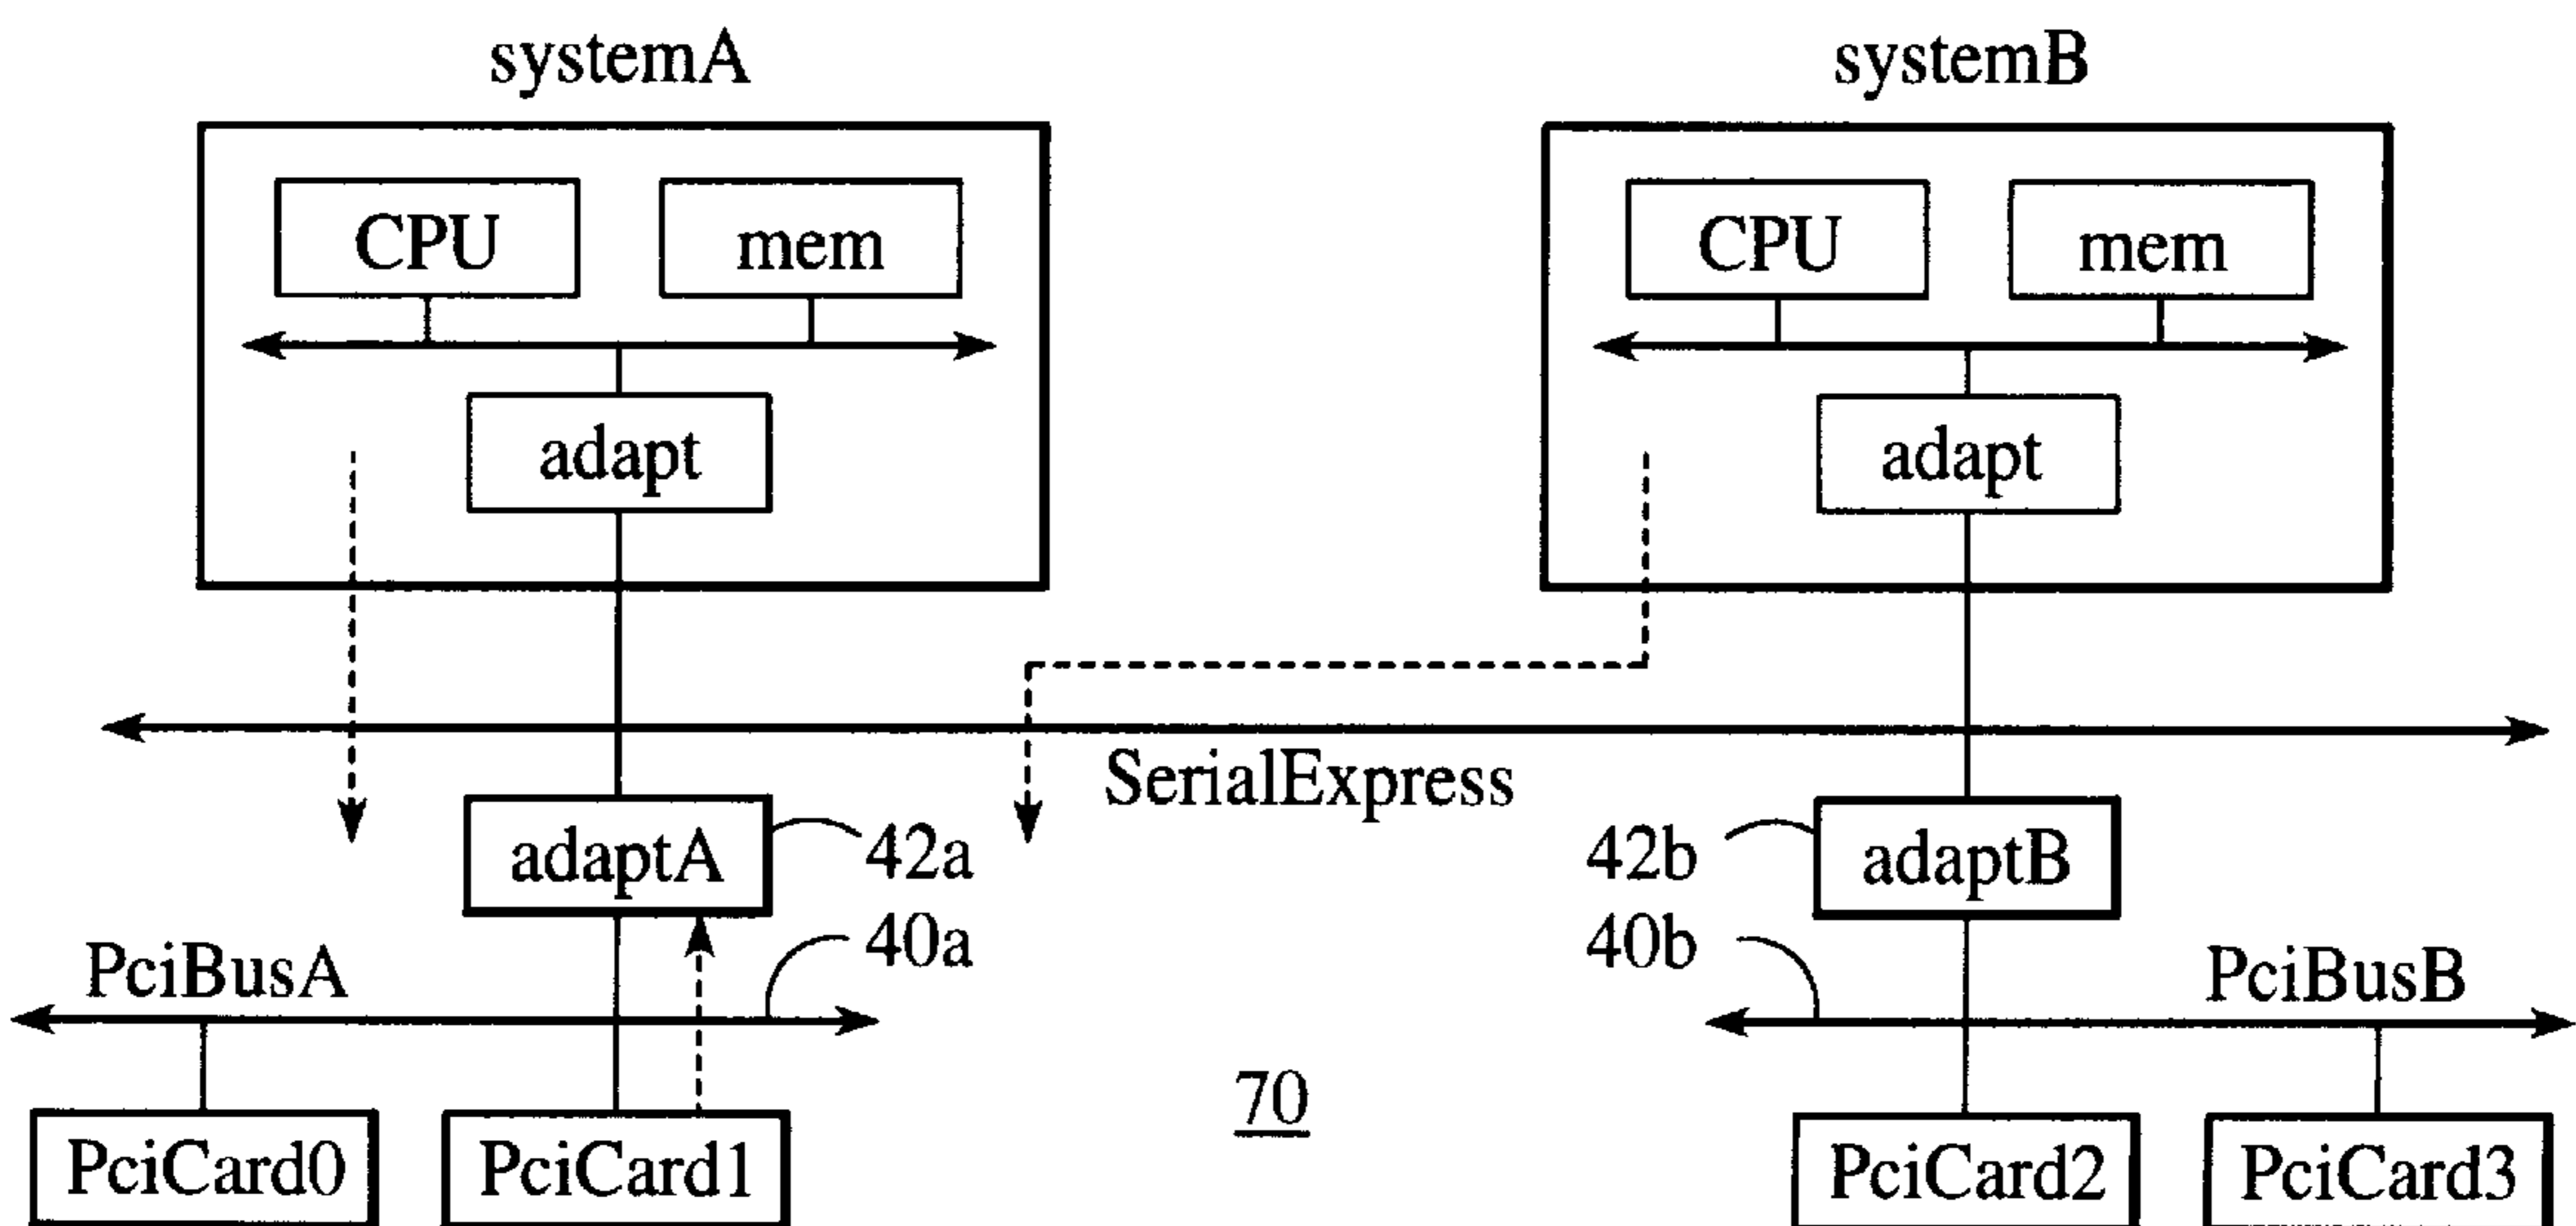 systemA
systemB
CPU
mem
CPU
mem
adapt
adapt
SerialExpress
adaptA
42a
42b
adaptB
PciBusA
40a
40b
PciBusB
70
PciCard0
PciCard1
PciCard2
PciCard3